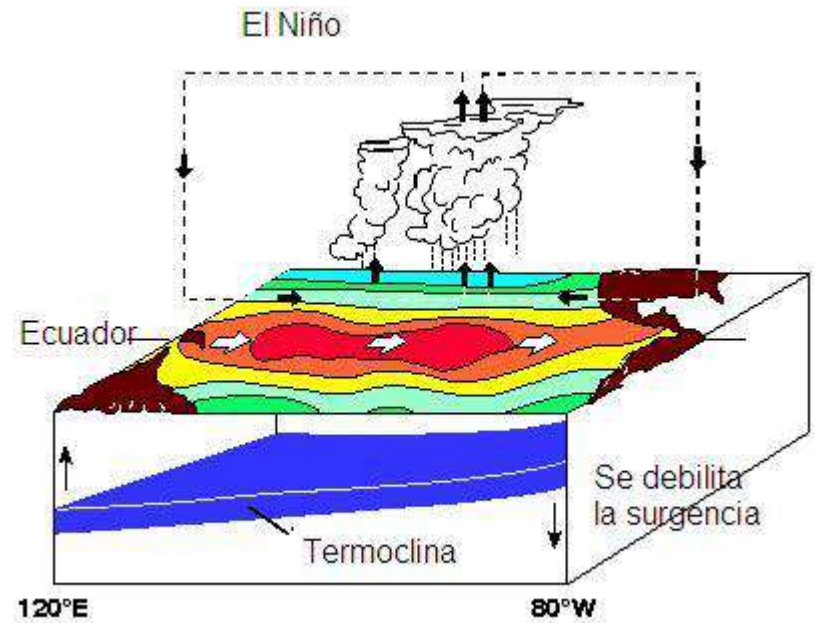 El Niño
Ecuador
Se debilita
la surgencia
Termoclina
120°E
80°W